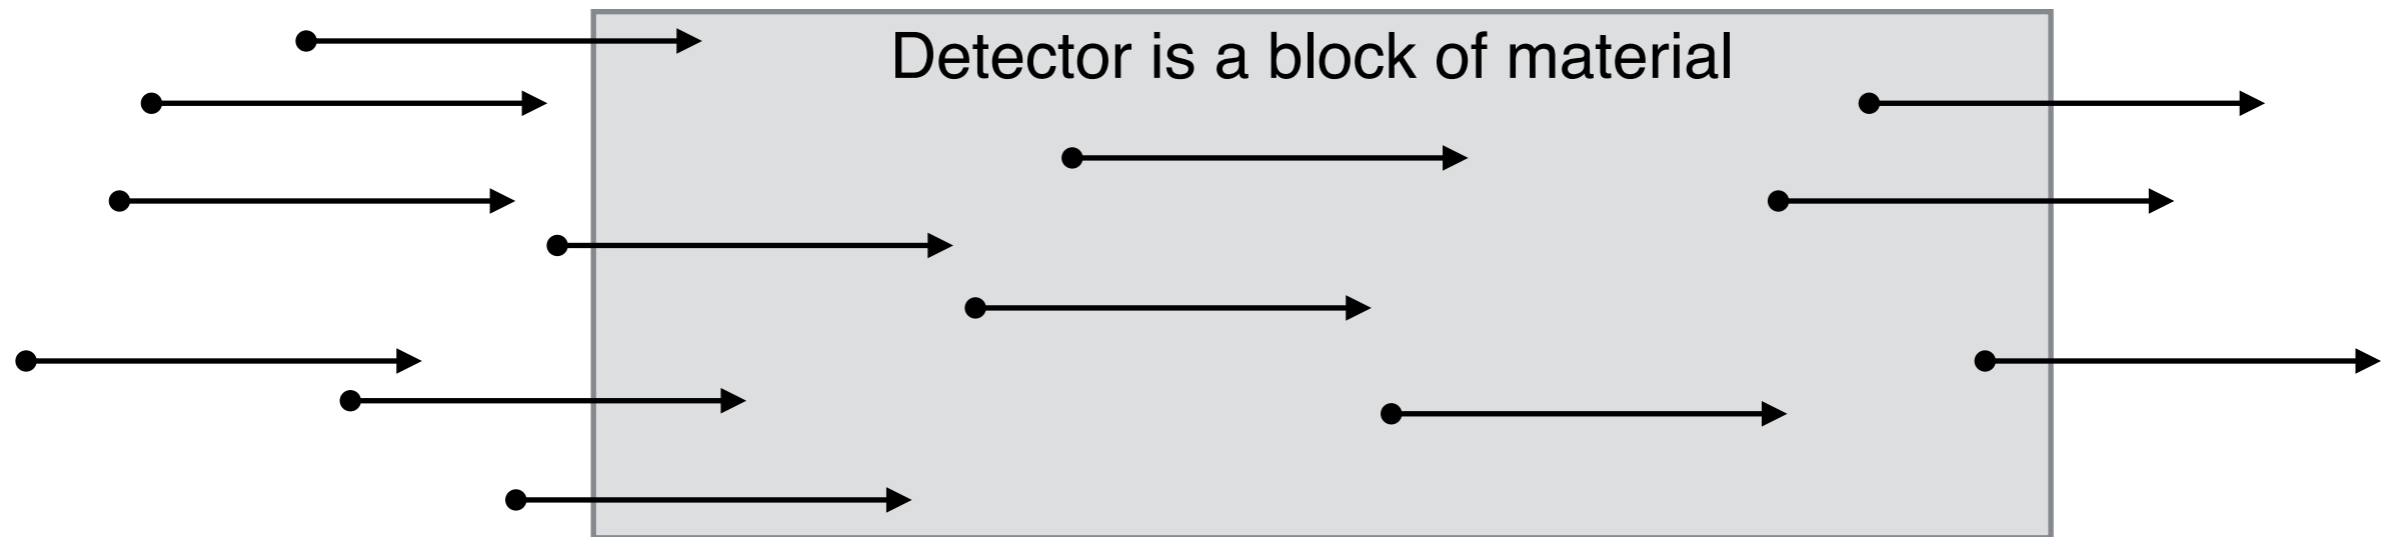 Detector is a block of material